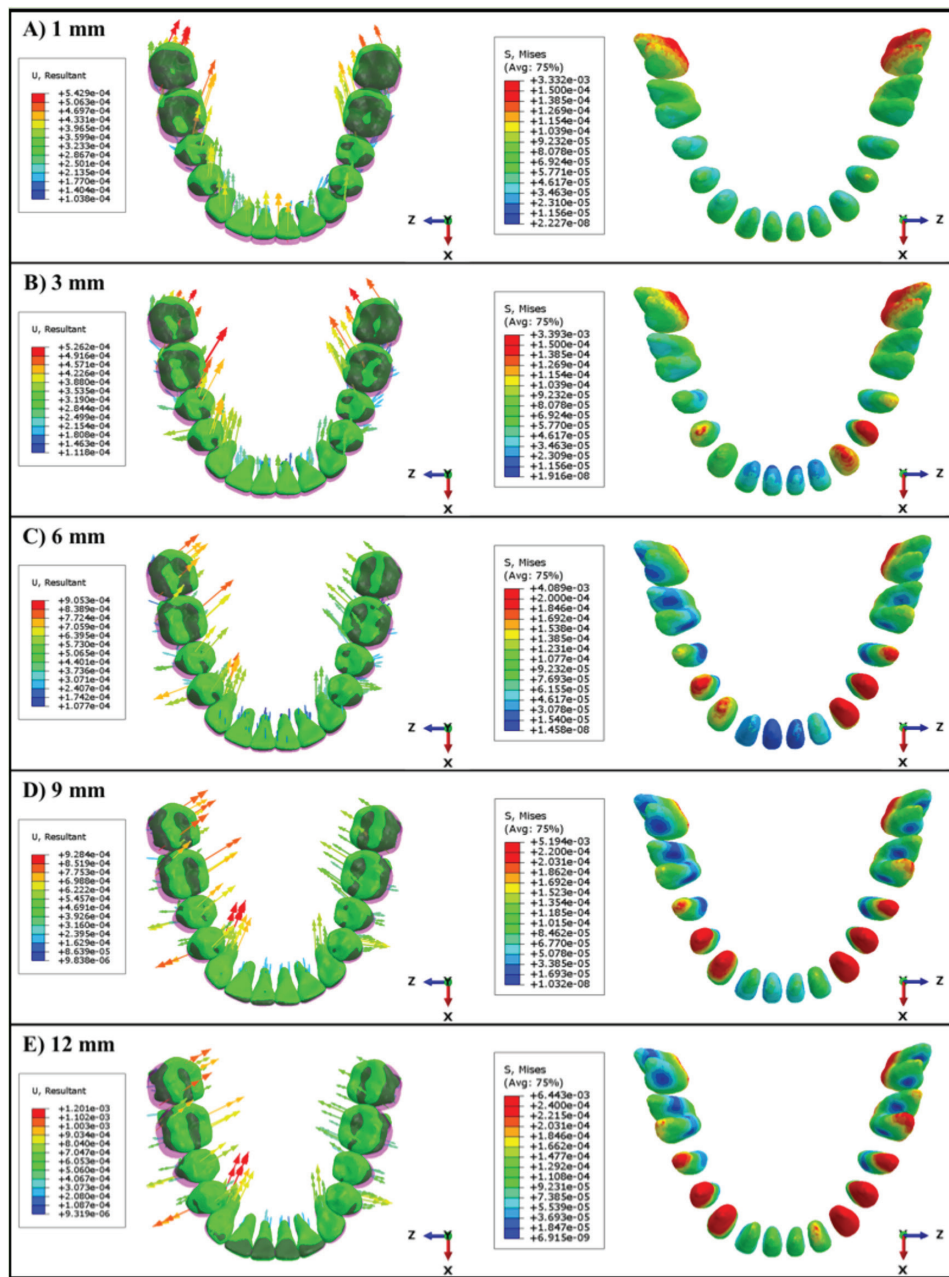 A) 1 mm
U, Resultant
+5.429e-04
+5.063e-04
+4.697e-04
+4.331e-04
+3.965e-04
+3.599e-04
+3.233e-04
+2.867e-04
+2.501e-04
+2.135e-04
+1.770e-04
+1.404e-04
+1.038e-04
Z
Y
X
S, Mises
(Avg: 75%)
+3.332e-03
+1.500e-04
+1.385e-04
+1.269e-04
+1.154e-04
+1.039e-04
+9.232e-05
+8.078e-05
+6.924e-05
+5.771e-05
+4.617e-05
+3.463e-05
+2.310e-05
+1.156e-05
+2.227e-08
Y
Z
X
B) 3 mm
U, Resultant
+5.262e-04
+4.916e-04
+4.571e-04
+4.226e-04
+3.880e-04
+3.535e-04
+3.190e-04
+2.844e-04
+2.499e-04
+2.154e-04
+1.808e-04
+1.463e-04
+1.118e-04
Z
Y
X
S, Mises
(Avg: 75%)
+3.393e-03
+1.500e-04
+1.385e-04
+1.269e-04
+1.154e-04
+1.039e-04
+9.232e-05
+8.078e-05
+6.924e-05
+5.770e-05
+4.617e-05
+3.463e-05
+2.309e-05
+1.156e-05
+1.916e-08
Y
Z
X
C) 6 mm
U, Resultant
+9.053e-04
+8.389e-04
+7.724e-04
+7.059e-04
+6.395e-04
+5.730e-04
+5.065e-04
+4.401e-04
+3.736e-04
+3.071e-04
+2.407e-04
+1.742e-04
+1.077e-04
Z
Y
X
S, Mises
(Avg: 75%)
+4.089e-03
+2.000e-04
+1.846e-04
+1.692e-04
+1.538e-04
+1.385e-04
+1.231e-04
+1.077e-04
+9.232e-05
+7.693e-05
+6.155e-05
+4.617e-05
+3.078e-05
+1.540e-05
+1.458e-08
Y
Z
X
D) 9 mm
U, Resultant
+9.284e-04
+8.519e-04
+7.753e-04
+6.988e-04
+6.222e-04
+5.457e-04
+4.691e-04
+3.926e-04
+3.160e-04
+2.395e-04
+1.629e-04
+8.639e-05
+9.838e-06
Z
Y
X
S, Mises
(Avg: 75%)
+5.194e-03
+2.200e-04
+2.031e-04
+1.862e-04
+1.692e-04
+1.523e-04
+1.354e-04
+1.185e-04
+1.015e-04
+8.462e-05
+6.770e-05
+5.078e-05
+3.385e-05
+1.693e-05
+1.032e-08
Y
Z
X
E) 12 mm
U, Resultant
+1.201e-03
+1.102e-03
+1.003e-03
+9.034e-04
+8.040e-04
+7.047e-04
+6.053e-04
+5.060e-04
+4.067e-04
+3.073e-04
+2.080e-04
+1.087e-04
+9.319e-06
Z
Y
X
S, Mises
(Avg: 75%)
+6.443e-03
+2.400e-04
+2.215e-04
+2.031e-04
+1.846e-04
+1.662e-04
+1.477e-04
+1.292e-04
+1.108e-04
+9.231e-05
+7.385e-05
+5.539e-05
+3.693e-05
+1.847e-05
+6.915e-09
Y
Z
X